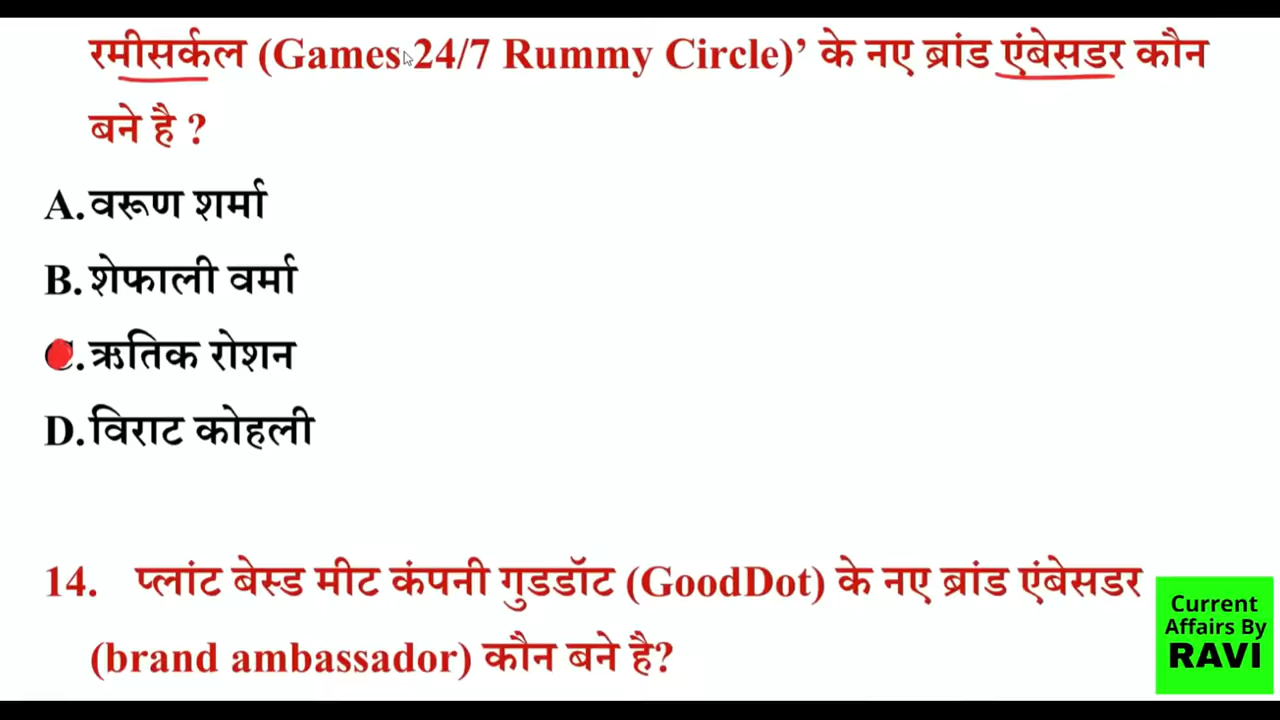 रमीसर्कल (Games 24/7 Rummy Circle)’ के नए ब्रांड एंबेसडर कौन
बने है ?
A. वरूण शर्मा
B. शेफाली वर्मा
C. ऋतिक रोशन
D. विराट कोहली
14. प्लांट बेस्ड मीट कंपनी गुडडॉट (GoodDot) के नए ब्रांड एंबेसडर
(brand ambassador) कौन बने है?
Current
Affairs By
RAVI